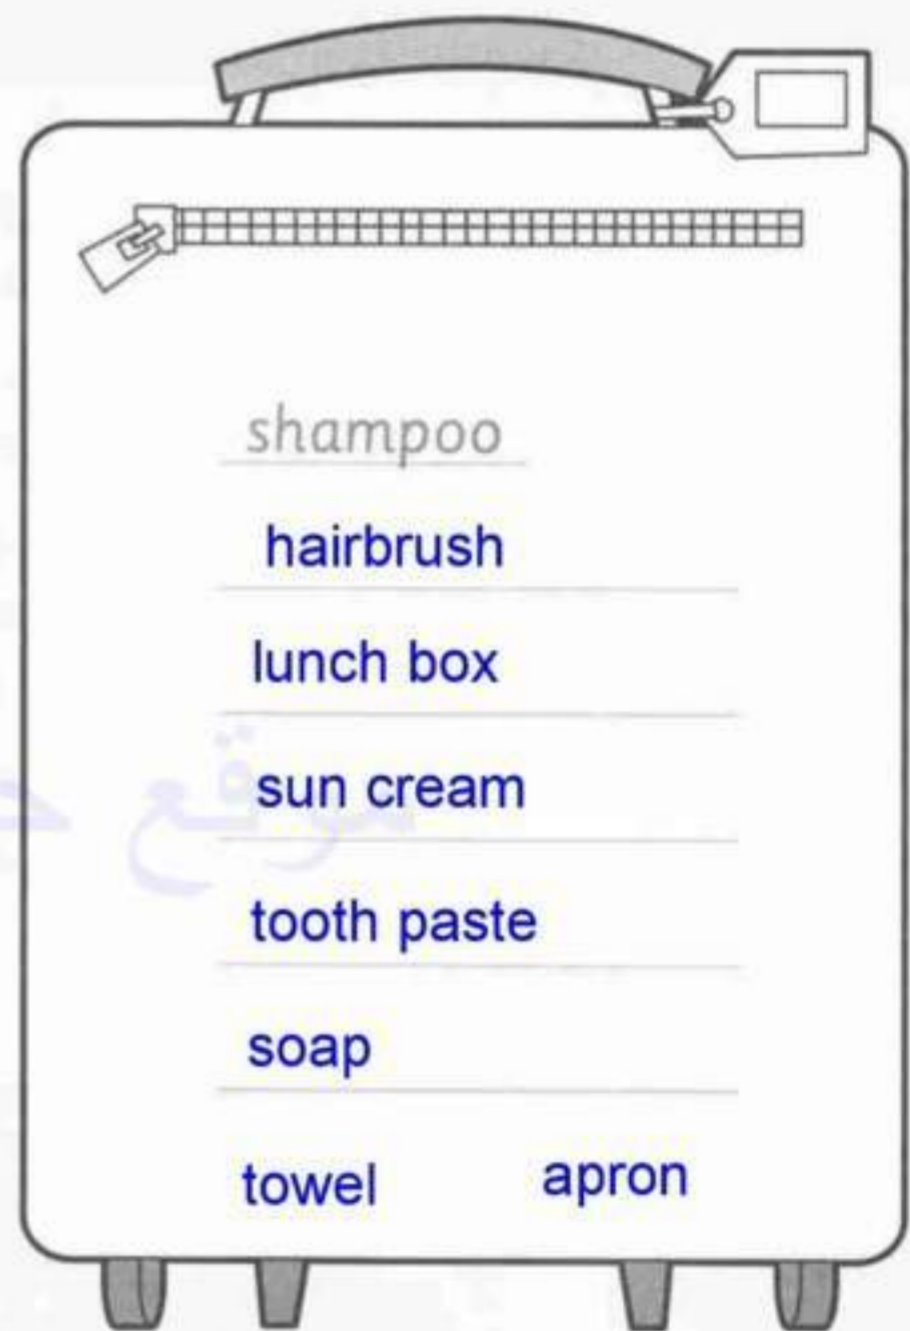 shampoo
hairbrush
lunch box
sun cream
tooth paste
soap
towel apron